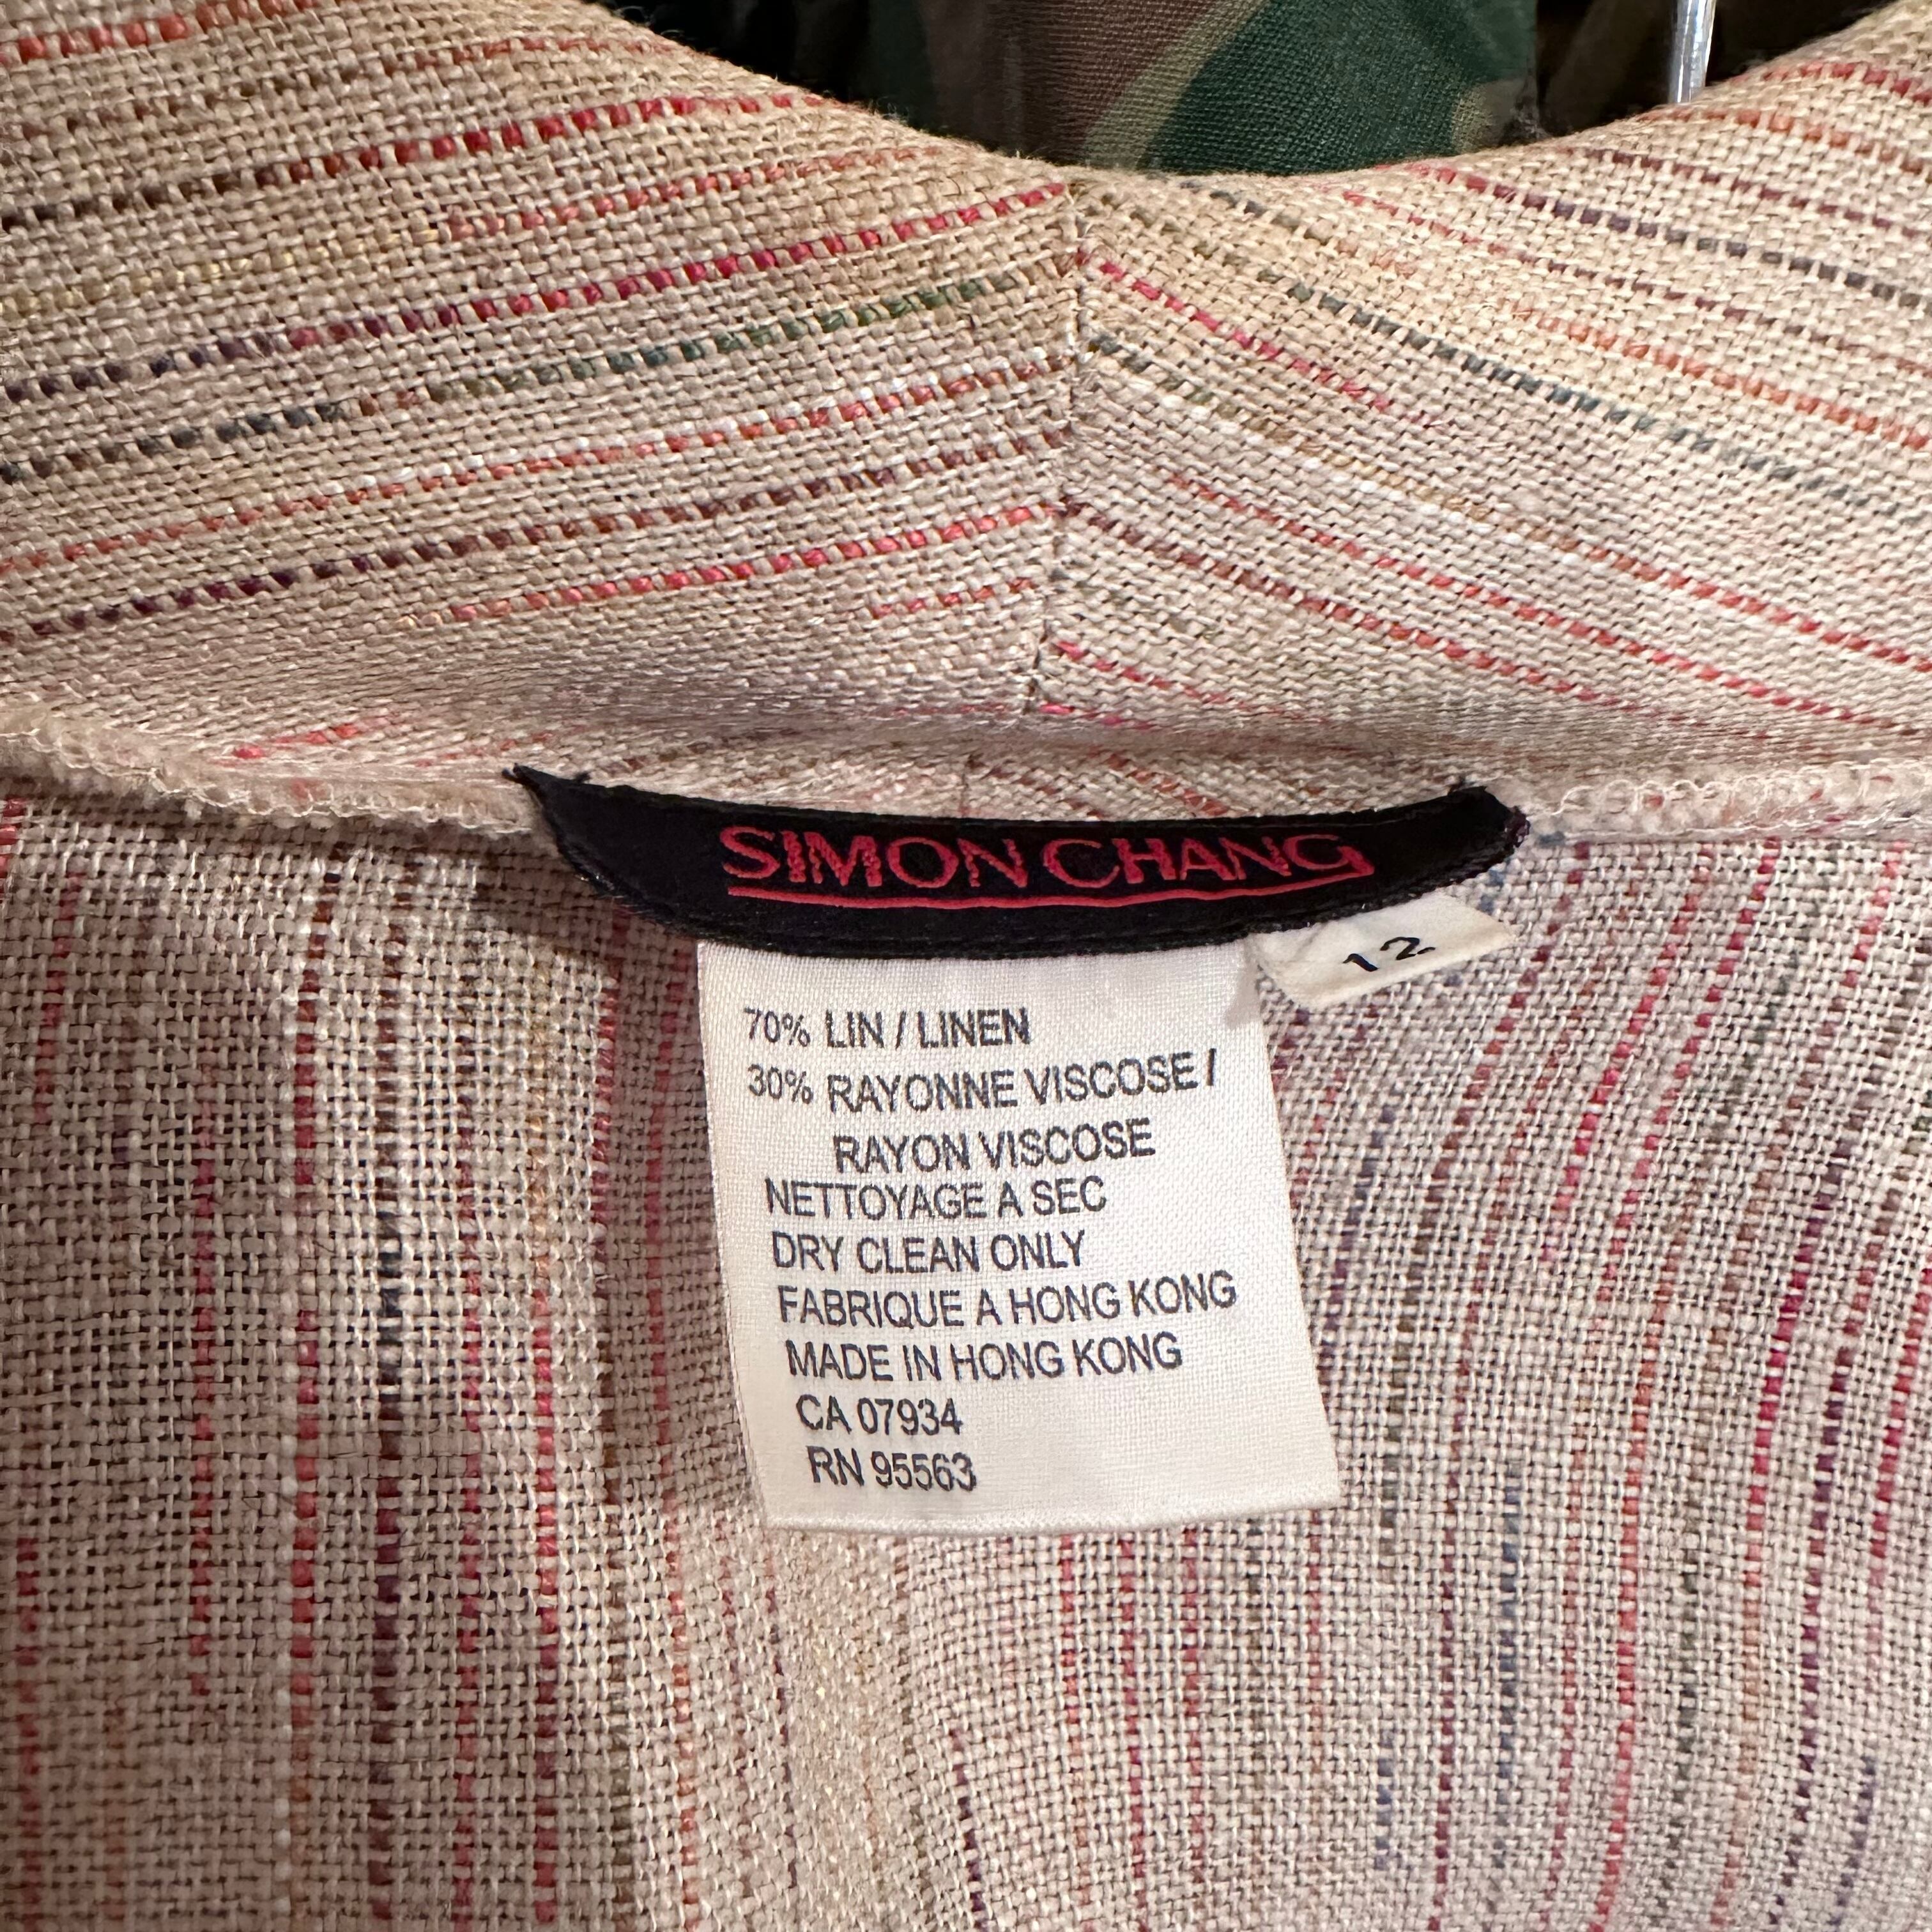 SIMON CHANG
12
70% LIN / LINEN
30% RAYONNE VISCOSE /
RAYON VISCOSE
NETTOYAGE A SEC
DRY CLEAN ONLY
FABRIQUE A HONG KONG
MADE IN HONG KONG
CA 07934
RN 95563